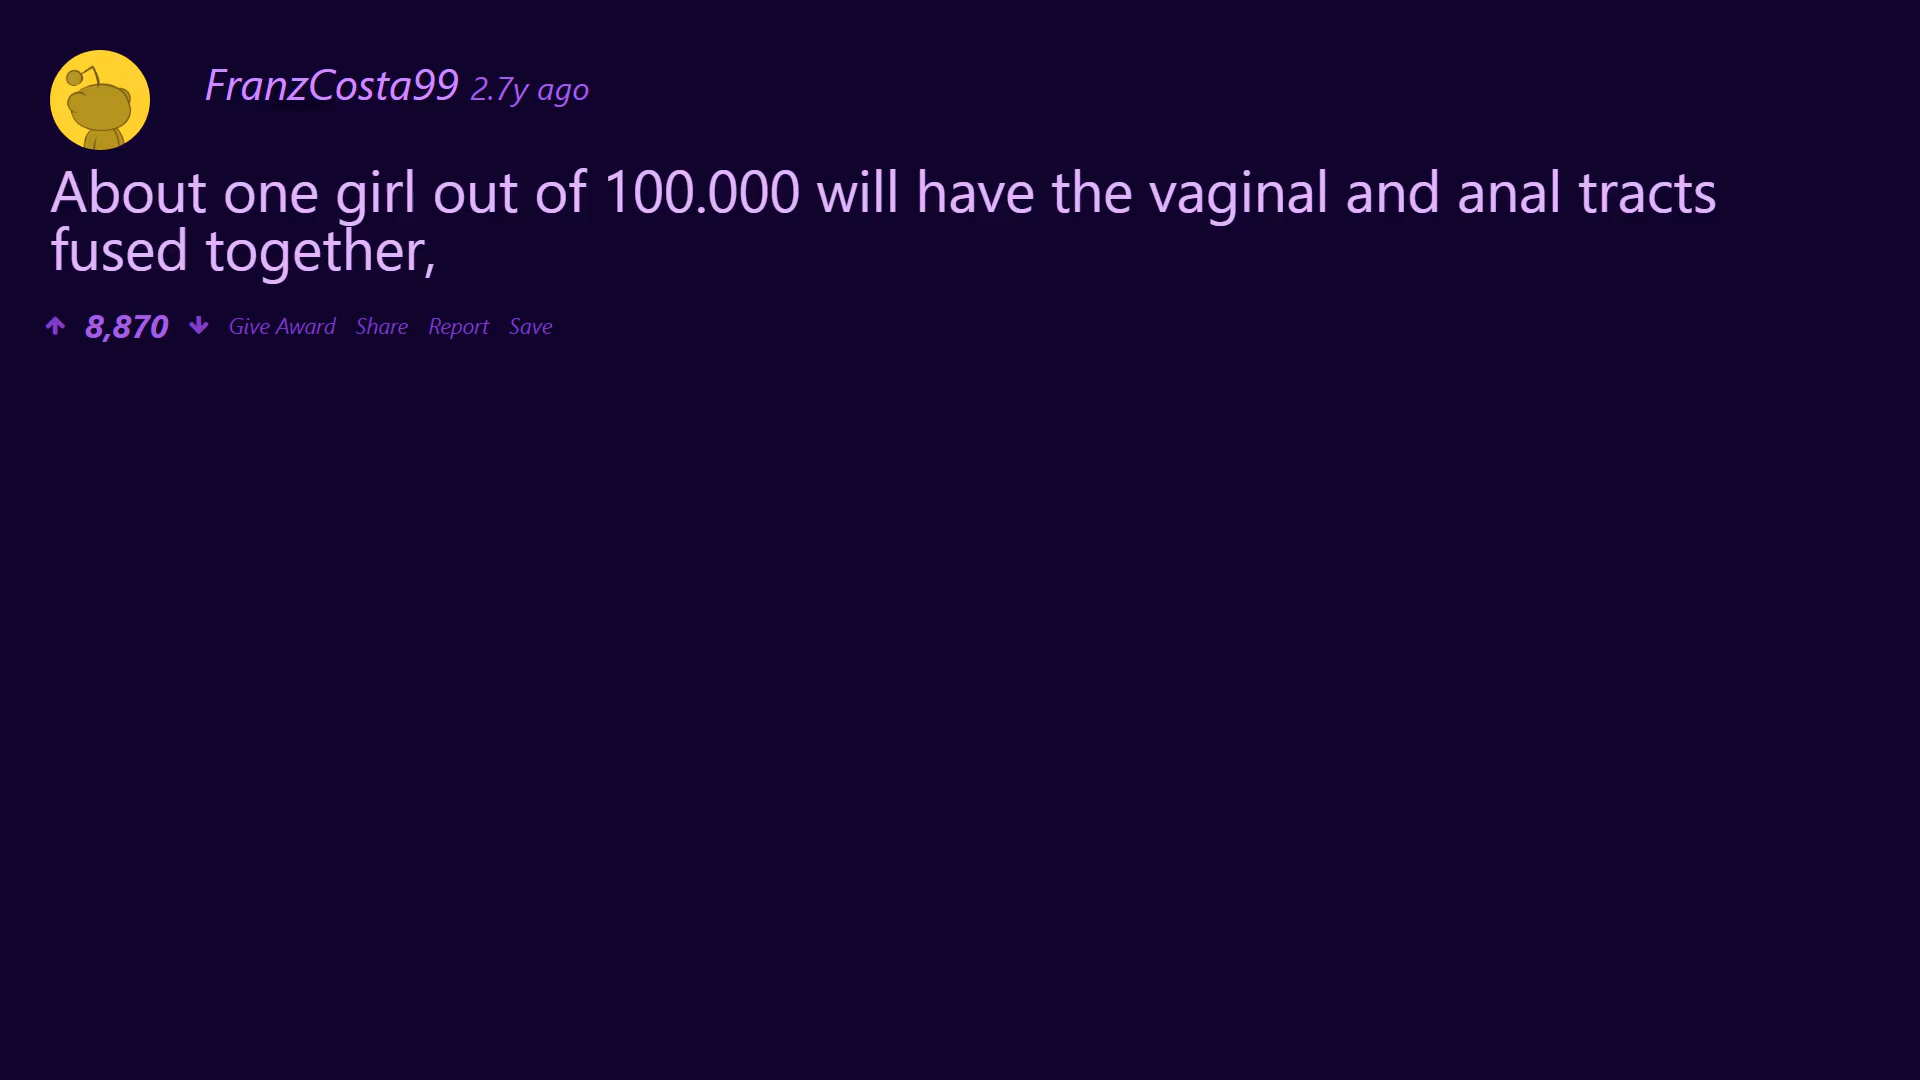 FranzCosta99 2.7y ago
About one girl out of 100.000 will have the vaginal and anal tracts
fused together,
8,870 Give Award Share Report Save